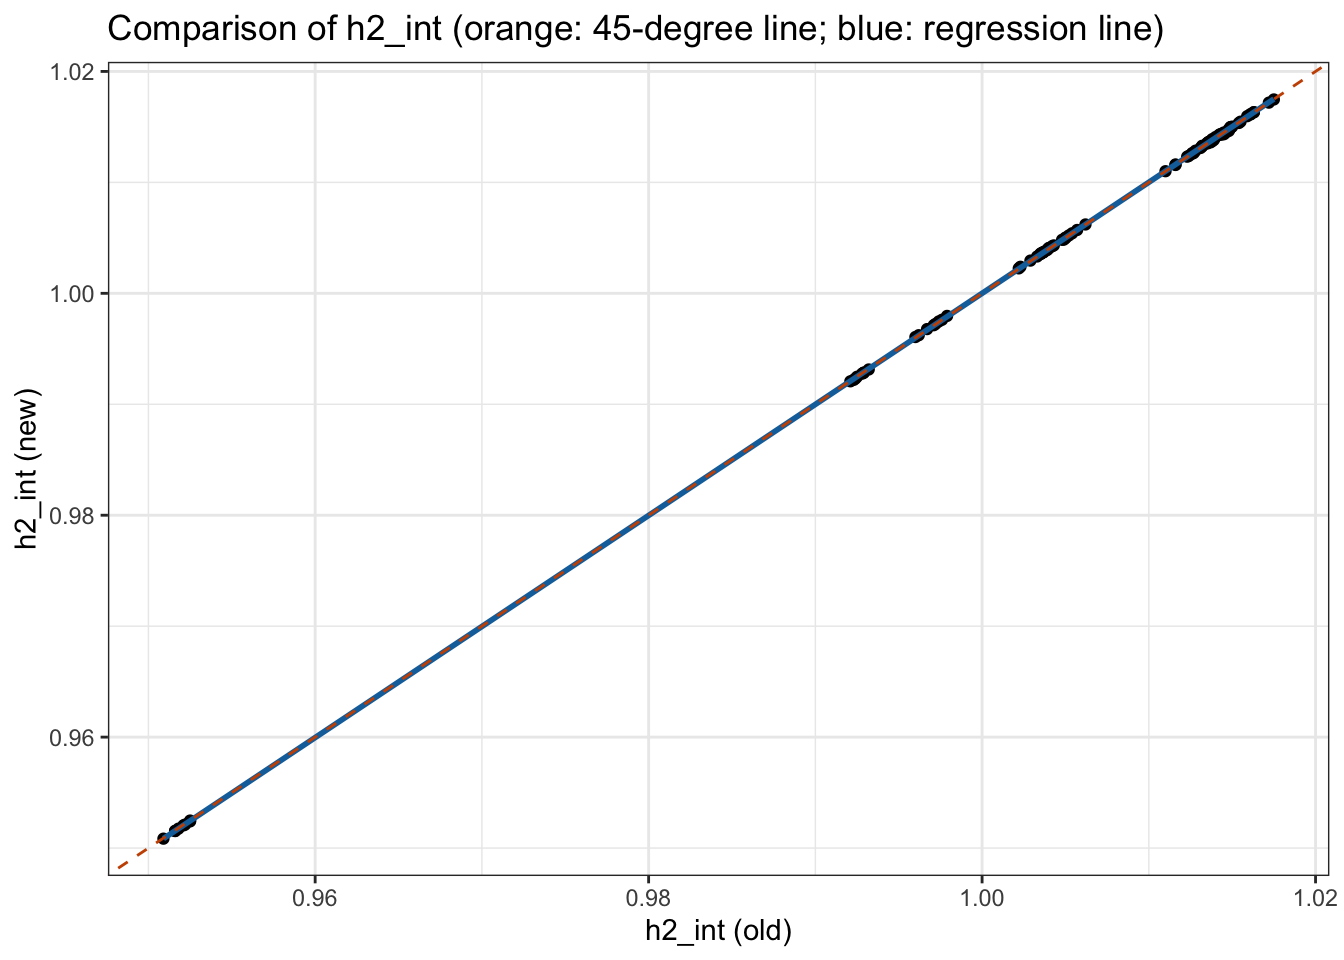 Comparison of h2_int (orange: 45-degree line; blue: regression line)
1.02
1.00
0.98
0.96
h2_int (new)
0.96 0.98 1.00 1.02
h2_int (old)